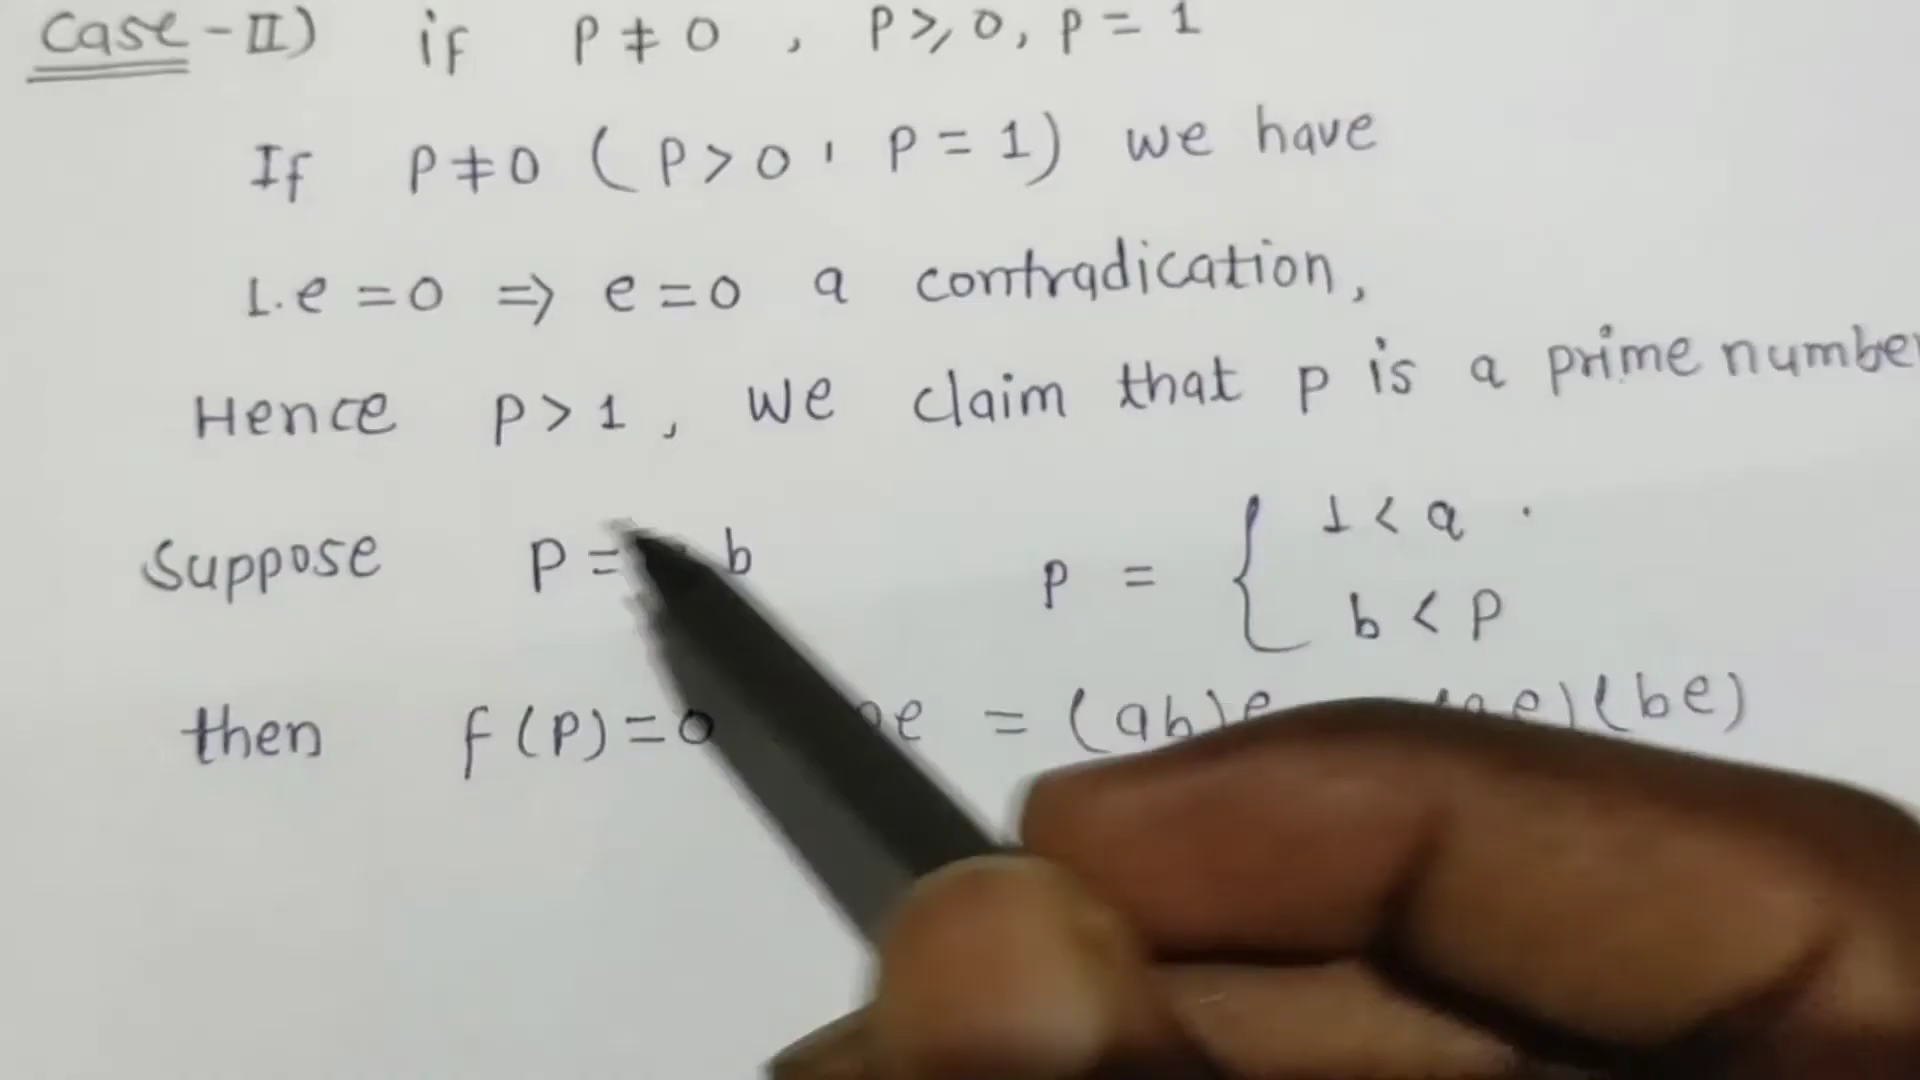 Case - II) if P ≠ 0 , P ⩾ 0, P = 1
If P ≠ 0 ( P > 0 , P = 1) we have
1.e = 0 ⇒ e = 0 a contradication,
Hence P > 1 , we claim that p is a prime number
Suppose P = b P = { 1 < a .
b < P
then f(P) = 0 e = (ab)e (be)